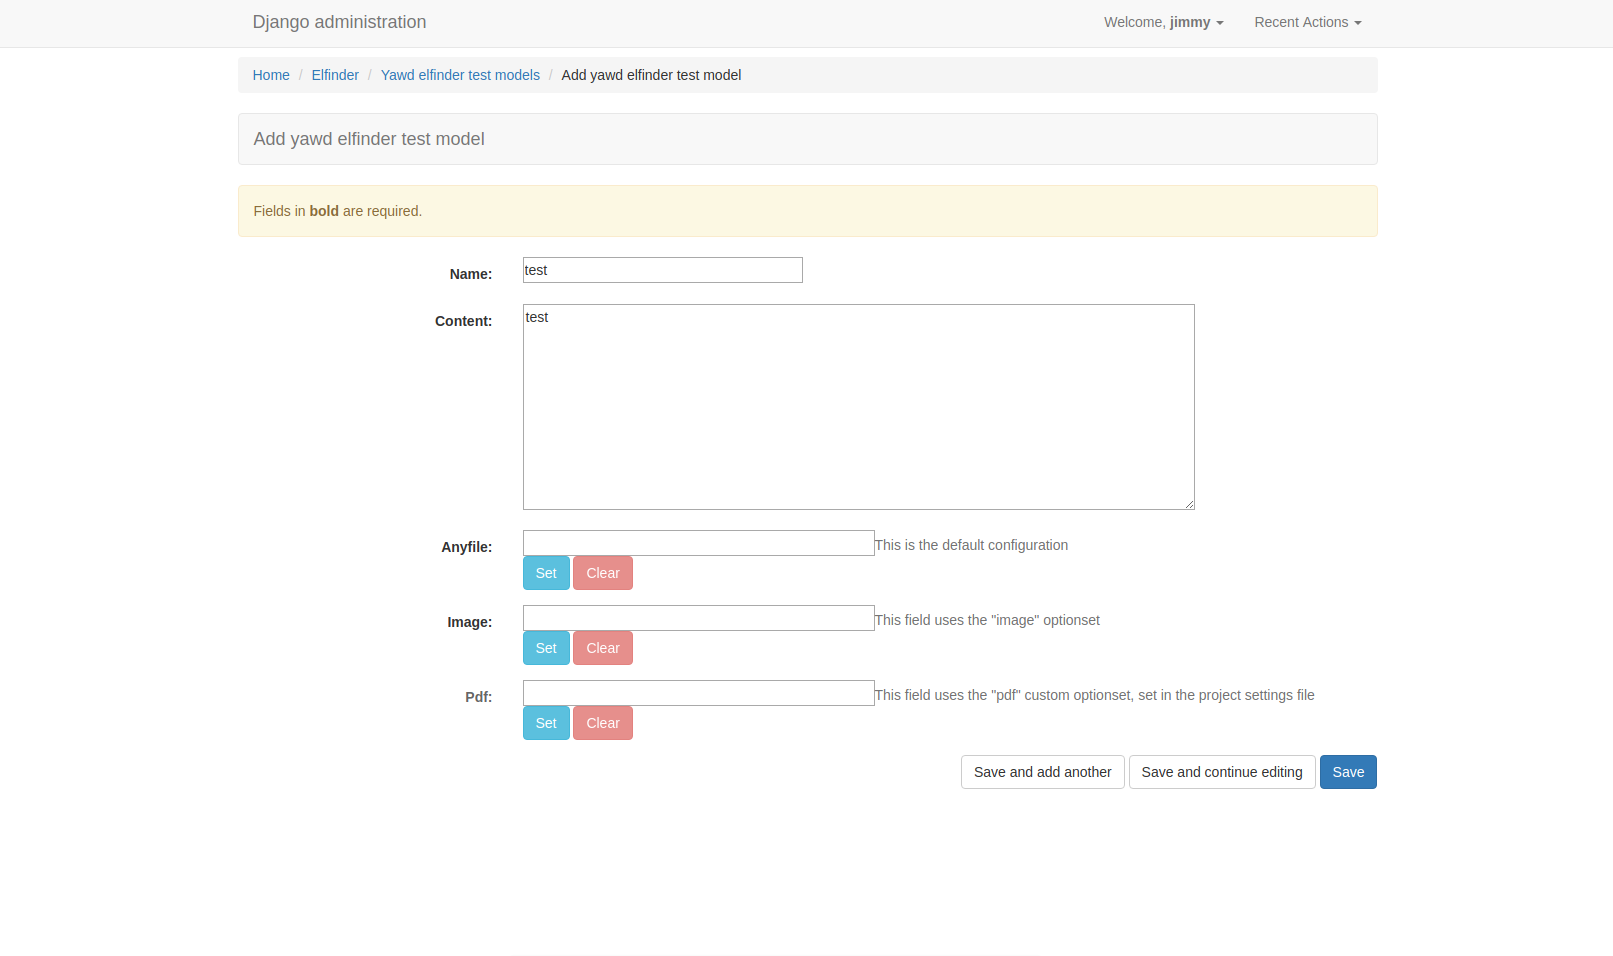 Django administration
Welcome, jimmy
Recent Actions
Home / Elfinder / Yawd elfinder test models / Add yawd elfinder test model
Add yawd elfinder test model
Fields in bold are required.
Name: test
Content: test
Anyfile: This is the default configuration
Set Clear
Image: This field uses the "image" optionset
Set Clear
Pdf: This field uses the "pdf" custom optionset, set in the project settings file
Set Clear
Save and add another Save and continue editing Save